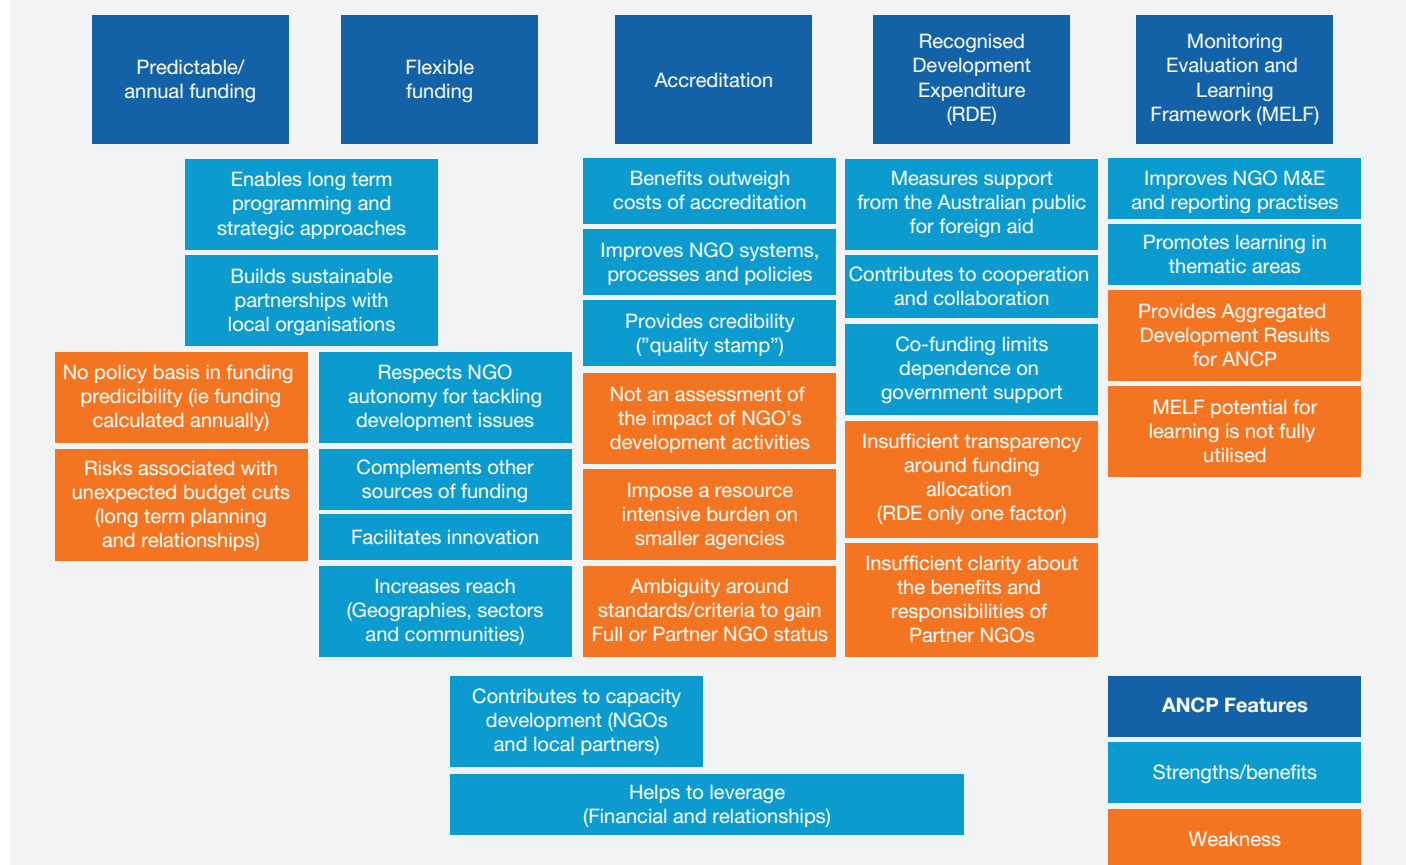 Predictable/
annual funding
Flexible
funding
Accreditation
Recognised
Development
Expenditure
(RDE)
Monitoring
Evaluation and
Learning
Framework (MELF)
Enables long term
programming and
strategic approaches
Builds sustainable
partnerships with
local organisations
No policy basis in funding
predicibility (ie funding
calculated annually)
Risks associated with
unexpected budget cuts
(long term planning
and relationships)
Respects NGO
autonomy for tackling
development issues
Complements other
sources of funding
Facilitates innovation
Increases reach
(Geographies, sectors
and communities)
Benefits outweigh
costs of accreditation
Improves NGO systems,
processes and policies
Provides credibility
(”quality stamp”)
Not an assessment of
the impact of NGO’s
development activities
Impose a resource
intensive burden on
smaller agencies
Ambiguity around
standards/criteria to gain
Full or Partner NGO status
Measures support
from the Australian public
for foreign aid
Contributes to cooperation
and collaboration
Co-funding limits
dependence on
government support
Insufficient transparency
around funding
allocation
(RDE only one factor)
Insufficient clarity about
the benefits and
responsibilities of
Partner NGOs
Improves NGO M&E
and reporting practises
Promotes learning in
thematic areas
Provides Aggregated
Development Results
for ANCP
MELF potential for
learning is not fully
utilised
Contributes to capacity
development (NGOs
and local partners)
Helps to leverage
(Financial and relationships)
ANCP Features
Strengths/benefits
Weakness